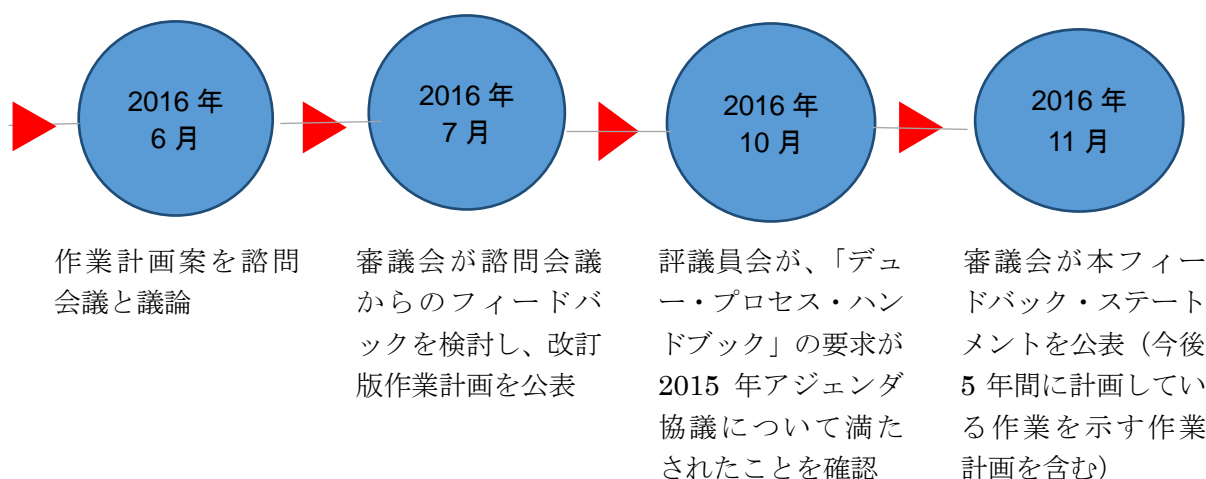 2016 年
6 月
2016 年
7 月
2016 年
10 月
2016 年
11 月
作業計画案を諮問
会議と議論
審議会が諮問会議
からのフィードバ
ックを検討し、改訂
版作業計画を公表
評議員会が、「デュ
ー・プロセス・ハン
ドブック」の要求が
2015 年アジェンダ
協議について満た
されたことを確認
審議会が本フィー
ドバック・ステート
メントを公表（今後
5 年間に計画してい
る作業を示す作業
計画を含む）